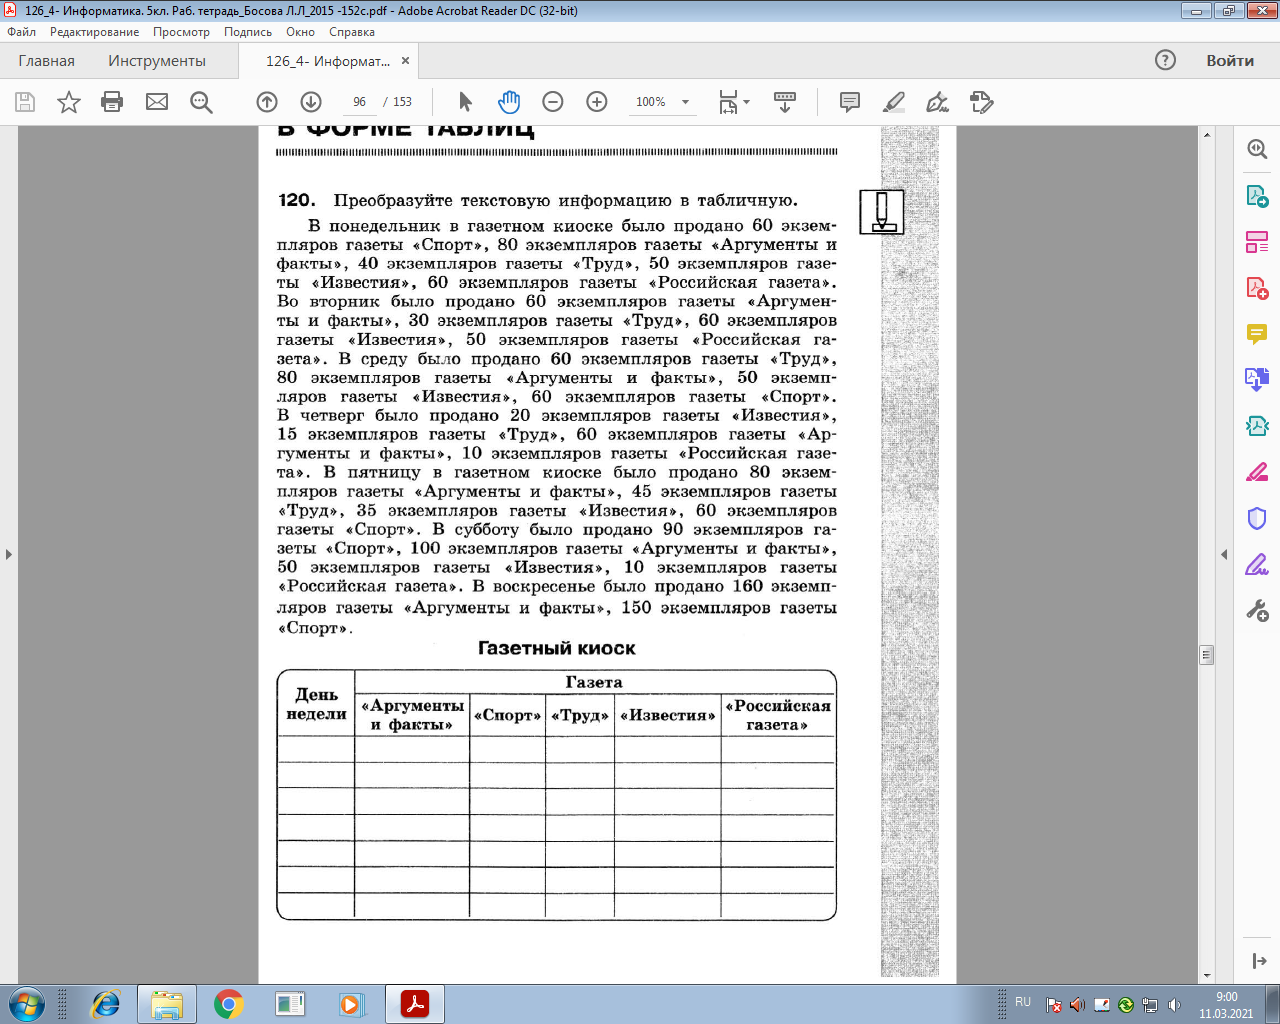 126_4- Информатика. 5кл. Раб. тетрадь_Босова Л.Л_2015 -152с.pdf - Adobe Acrobat Reader DC (32-bit)
Файл Редактирование Просмотр Подпись Окно Справка
Главная Инструменты 126_4- Информат... × Войти
96 / 153 100%
В ФОРМЕ ТАБЛИЦ
120. Преобразуйте текстовую информацию в табличную.
В понедельник в газетном киоске было продано 60 экзем-
пляров газеты «Спорт», 80 экземпляров газеты «Аргументы и
факты», 40 экземпляров газеты «Труд», 50 экземпляров газе-
ты «Известия», 60 экземпляров газеты «Российская газета».
Во вторник было продано 60 экземпляров газеты «Аргумен-
ты и факты», 30 экземпляров газеты «Труд», 60 экземпляров
газеты «Известия», 50 экземпляров газеты «Российская га-
зета». В среду было продано 60 экземпляров газеты «Труд»,
80 экземпляров газеты «Аргументы и факты», 50 экземп-
ляров газеты «Известия», 60 экземпляров газеты «Спорт».
В четверг было продано 20 экземпляров газеты «Известия»,
15 экземпляров газеты «Труд», 60 экземпляров газеты «Ар-
гументы и факты», 10 экземпляров газеты «Российская газе-
та». В пятницу в газетном киоске было продано 80 экзем-
пляров газеты «Аргументы и факты», 45 экземпляров газеты
«Труд», 35 экземпляров газеты «Известия», 60 экземпляров
газеты «Спорт». В субботу было продано 90 экземпляров га-
зеты «Спорт», 100 экземпляров газеты «Аргументы и факты»,
50 экземпляров газеты «Известия», 10 экземпляров газеты
«Российская газета». В воскресенье было продано 160 экземп-
ляров газеты «Аргументы и факты», 150 экземпляров газеты
«Спорт».
Газетный киоск
День
недели
Газета
«Аргументы
и факты»
«Спорт»
«Труд»
«Известия»
«Российская
газета»
RU
9:00
11.03.2021